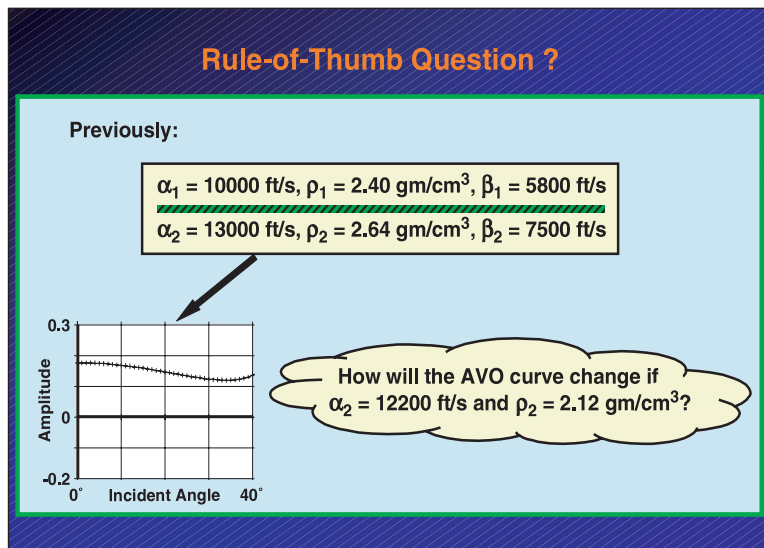 Rule-of-Thumb Question ?
Previously:
α₁ = 10000 ft/s, ρ₁ = 2.40 gm/cm³, β₁ = 5800 ft/s
α₂ = 13000 ft/s, ρ₂ = 2.64 gm/cm³, β₂ = 7500 ft/s
0.3
Amplitude
0
-0.2
0° Incident Angle 40°
How will the AVO curve change if
α₂ = 12200 ft/s and ρ₂ = 2.12 gm/cm³?